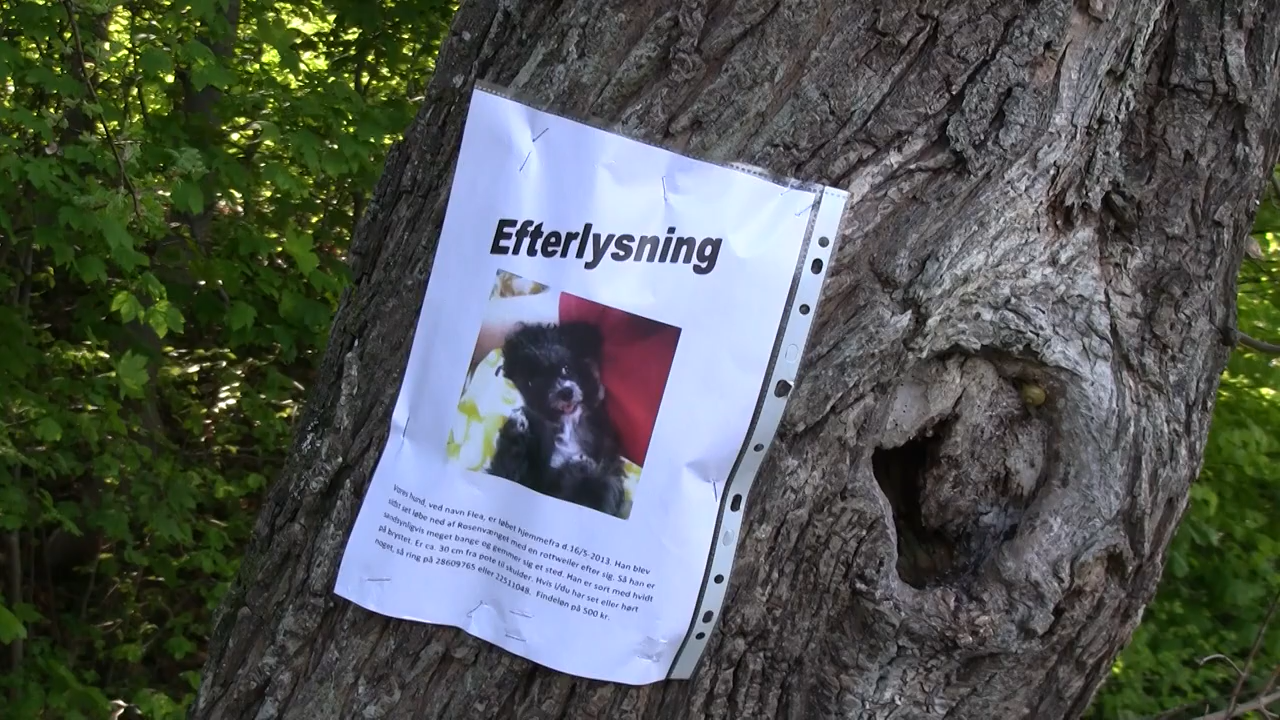 Efterlysning
Vores hund, ved navn Flea, er løbet hjemmefra d.16/5-2013. Han blev
sidst set løbe ned af Rosenvænget med en rottweiler efter sig. Så han er
sandsynligvis meget bange og gemmer sig et sted. Han er sort med hvidt
på brystet. Er ca. 30 cm fra pote til skulder. Hvis i/du har set eller hørt
noget, så ring på 28609765 eller 22511048. Findeløn på 500 kr.